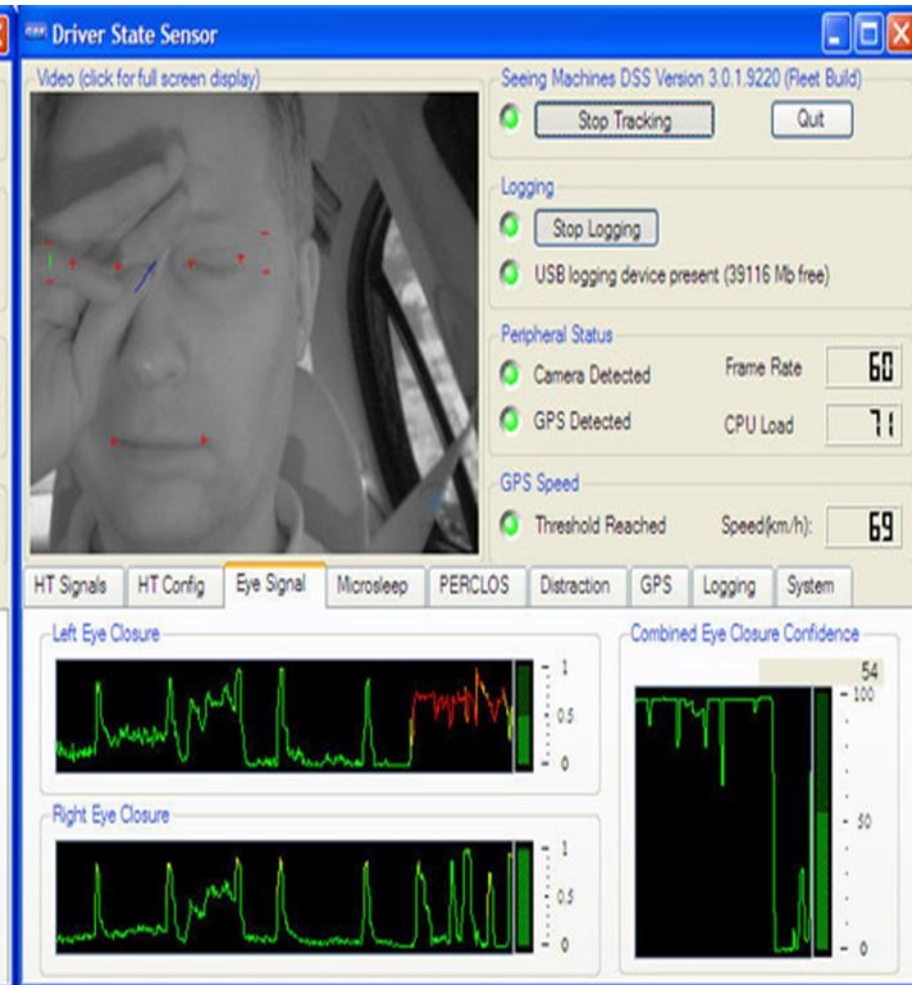 Driver State Sensor
Video (click for full screen display)
Seeing Machines DSS Version 3.0.1.9220 (Fleet Build)
Stop Tracking
Quit
Logging
Stop Logging
USB logging device present (39116 Mb free)
Peripheral Status
Camera Detected
Frame Rate
60
GPS Detected
CPU Load
71
GPS Speed
Threshold Reached
Speed(km/h):
69
HT Signals
HT Config
Eye Signal
Microsleep
PERCLOS
Distraction
GPS
Logging
System
Left Eye Closure
1
0.5
0
Combined Eye Closure Confidence
54
100
50
0
Right Eye Closure
1
0.5
0